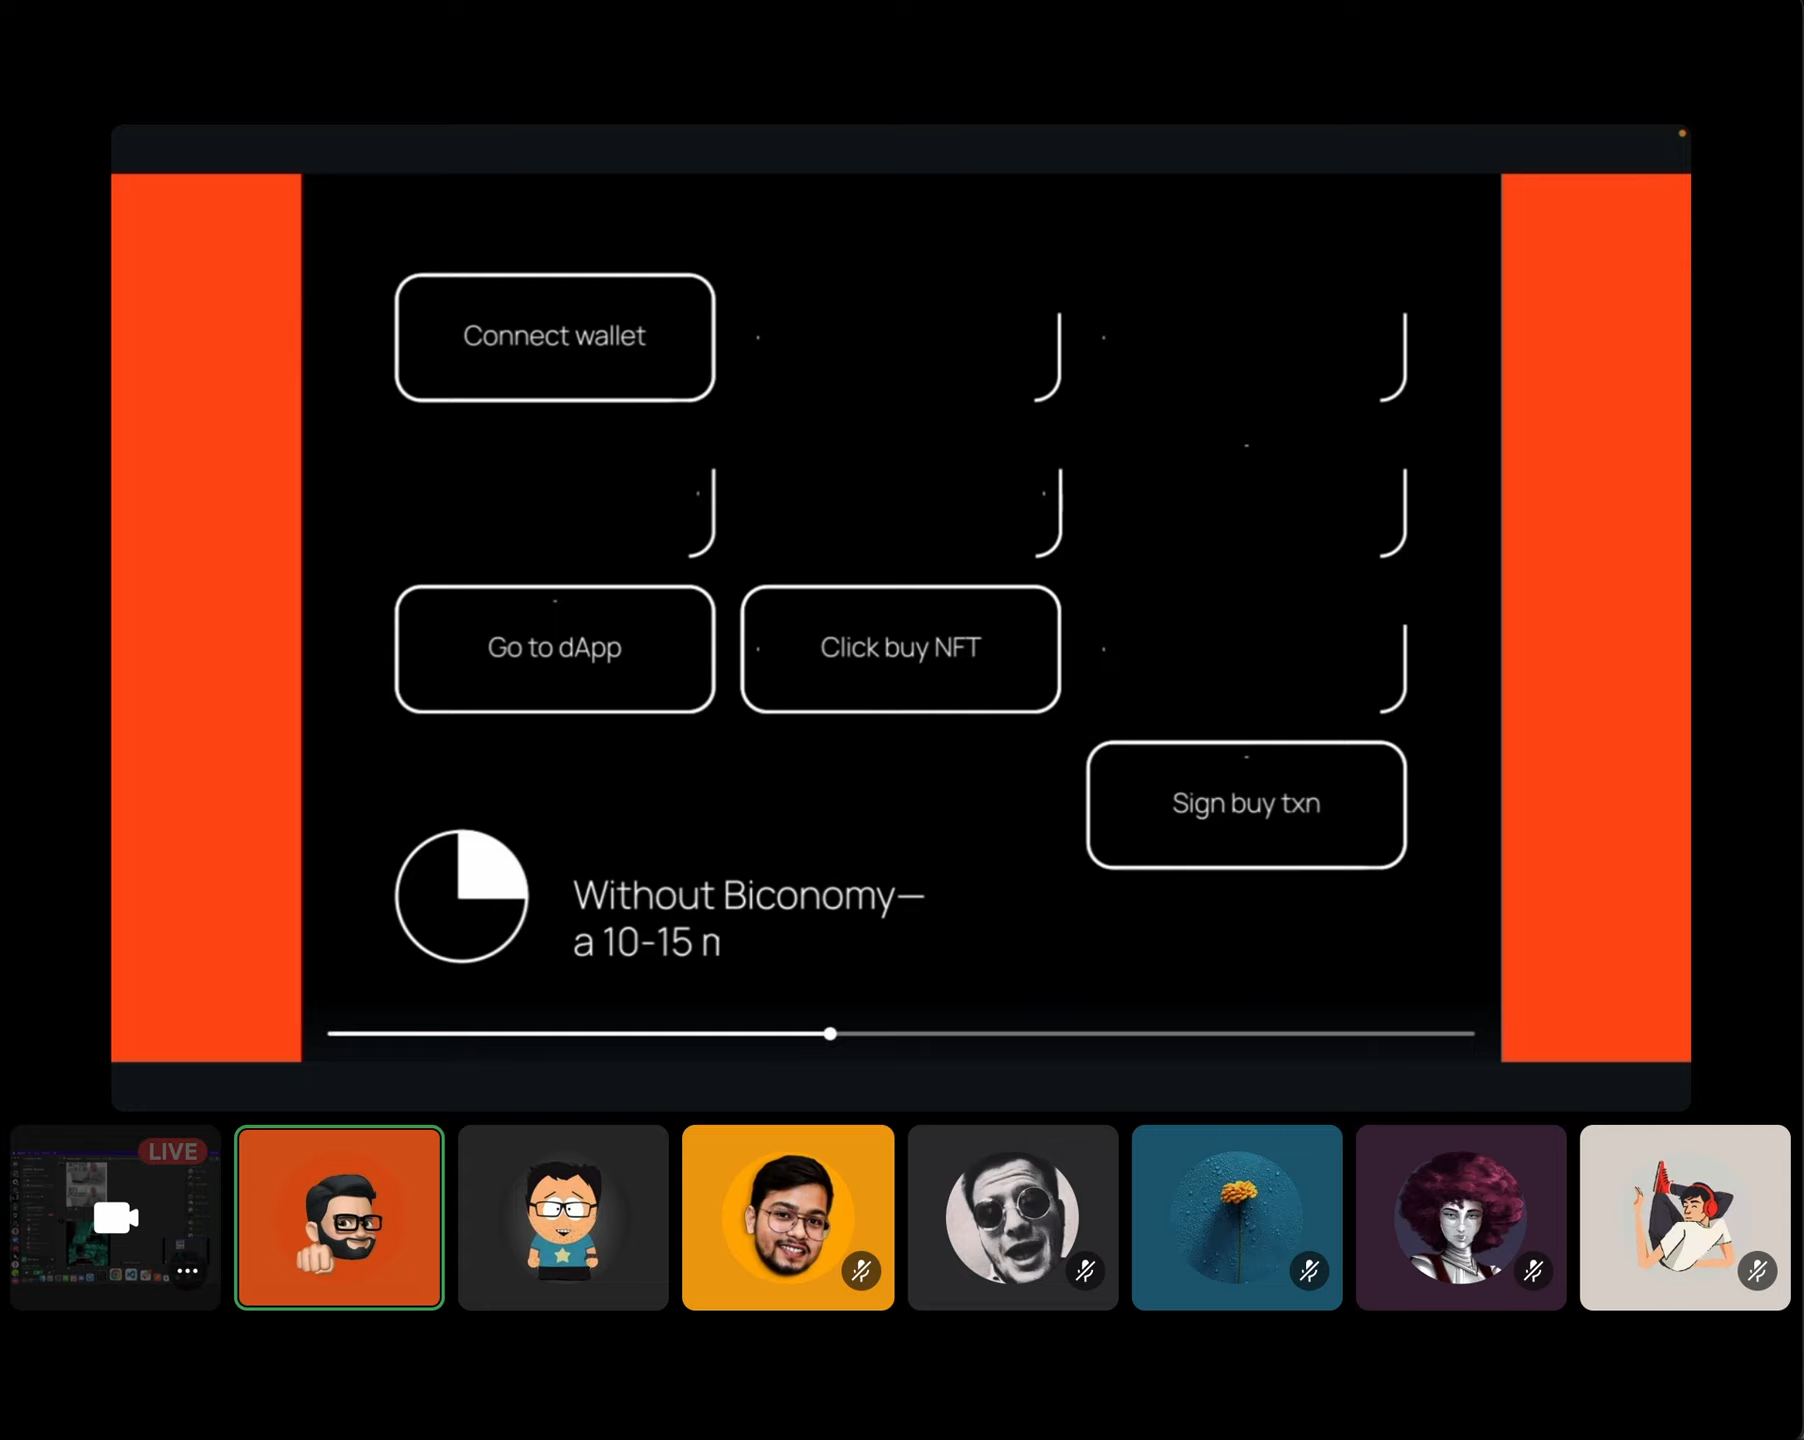 Connect wallet
Go to dApp
Click buy NFT
Sign buy txn
Without Biconomy—
a 10-15 n
LIVE